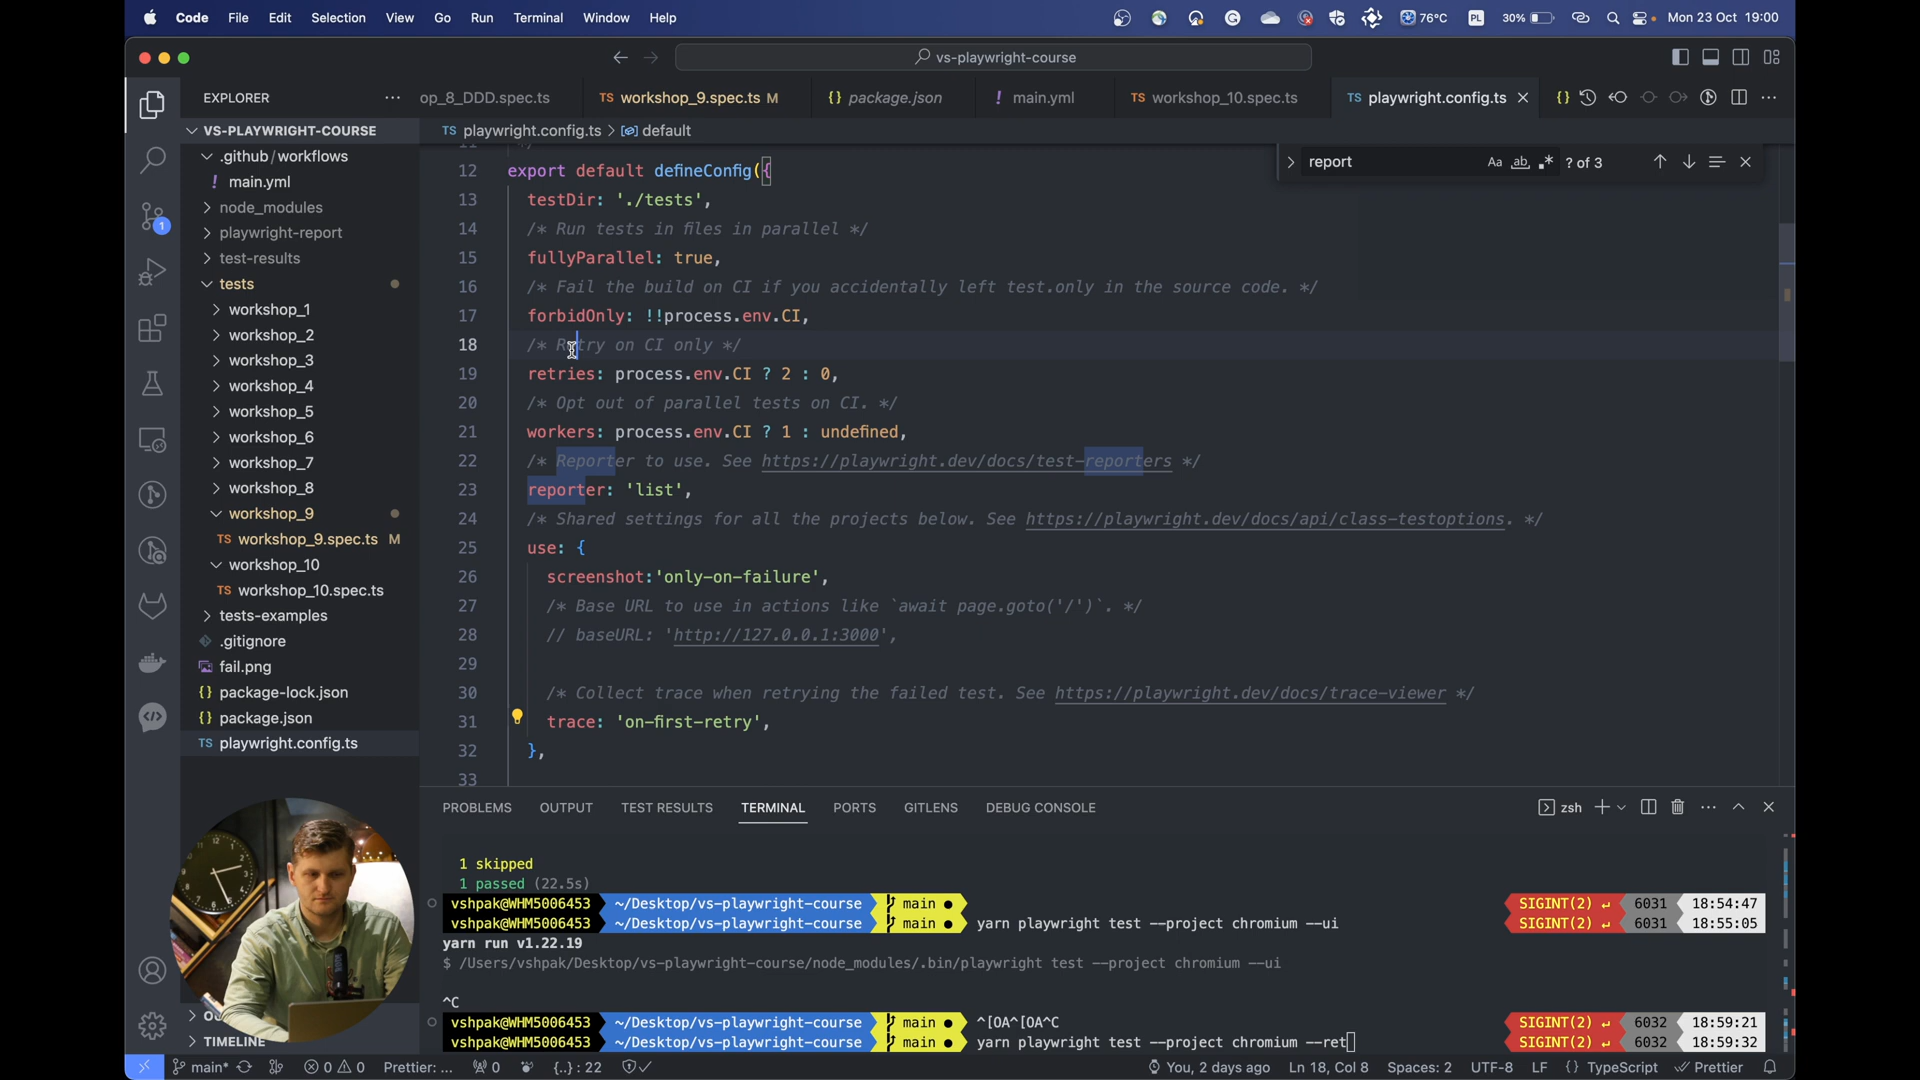 Code File Edit Selection View Go Run Terminal Window Help
76°C PL 30% Mon 23 Oct 19:00
vs-playwright-course
EXPLORER
op_8_DDD.spec.ts
TS workshop_9.spec.ts M
{} package.json
! main.yml
TS workshop_10.spec.ts
TS playwright.config.ts
VS-PLAYWRIGHT-COURSE
.github/workflows
! main.yml
node_modules
playwright-report
test-results
tests
workshop_1
workshop_2
workshop_3
workshop_4
workshop_5
workshop_6
workshop_7
workshop_8
workshop_9
TS workshop_9.spec.ts M
workshop_10
TS workshop_10.spec.ts
tests-examples
.gitignore
fail.png
{} package-lock.json
{} package.json
TS playwright.config.ts
TIMELINE
1
TS playwright.config.ts > default
report Aa ab ? of 3
11 */
12 export default defineConfig({
13 testDir: './tests',
14 /* Run tests in files in parallel */
15 fullyParallel: true,
16 /* Fail the build on CI if you accidentally left test.only in the source code. */
17 forbidOnly: !!process.env.CI,
18 /* Retry on CI only */
19 retries: process.env.CI ? 2 : 0,
20 /* Opt out of parallel tests on CI. */
21 workers: process.env.CI ? 1 : undefined,
22 /* Reporter to use. See https://playwright.dev/docs/test-reporters */
23 reporter: 'list',
24 /* Shared settings for all the projects below. See https://playwright.dev/docs/api/class-testoptions. */
25 use: {
26 screenshot:'only-on-failure',
27 /* Base URL to use in actions like `await page.goto('/')`. */
28 // baseURL: 'http://127.0.0.1:3000',
29
30 /* Collect trace when retrying the failed test. See https://playwright.dev/docs/trace-viewer */
31 trace: 'on-first-retry',
32 },
33
PROBLEMS OUTPUT TEST RESULTS TERMINAL PORTS GITLENS DEBUG CONSOLE zsh
1 skipped
1 passed (22.5s)
vshpak@WHM5006453 ~/Desktop/vs-playwright-course main ● SIGINT(2) ↵ 6031 18:54:47
vshpak@WHM5006453 ~/Desktop/vs-playwright-course main ● yarn playwright test --project chromium --ui SIGINT(2) ↵ 6031 18:55:05
yarn run v1.22.19
$ /Users/vshpak/Desktop/vs-playwright-course/node_modules/.bin/playwright test --project chromium --ui
^C
vshpak@WHM5006453 ~/Desktop/vs-playwright-course main ● ^[OA^[OA^C SIGINT(2) ↵ 6032 18:59:21
vshpak@WHM5006453 ~/Desktop/vs-playwright-course main ● yarn playwright test --project chromium --ret SIGINT(2) ↵ 6032 18:59:32
main* 0 0 Prettier: ... 0 {..} : 22 You, 2 days ago Ln 18, Col 8 Spaces: 2 UTF-8 LF {} TypeScript Prettier